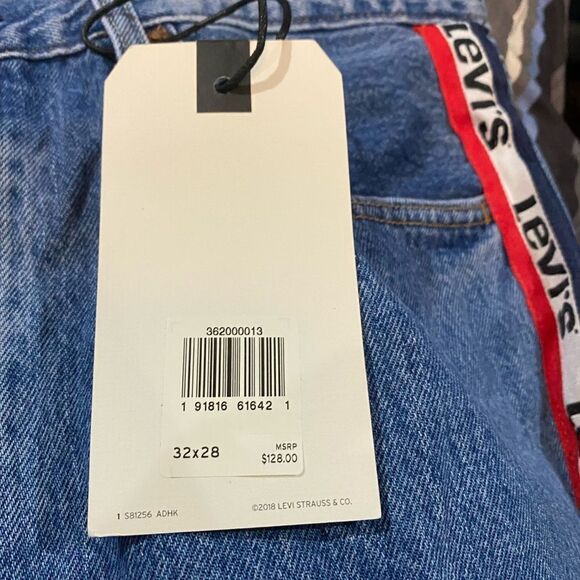 LEVI'S
LEVI'S
362000013
1 91816 61642 1
32x28
MSRP
$128.00
1 S81256 ADHK
©2018 LEVI STRAUSS & CO.